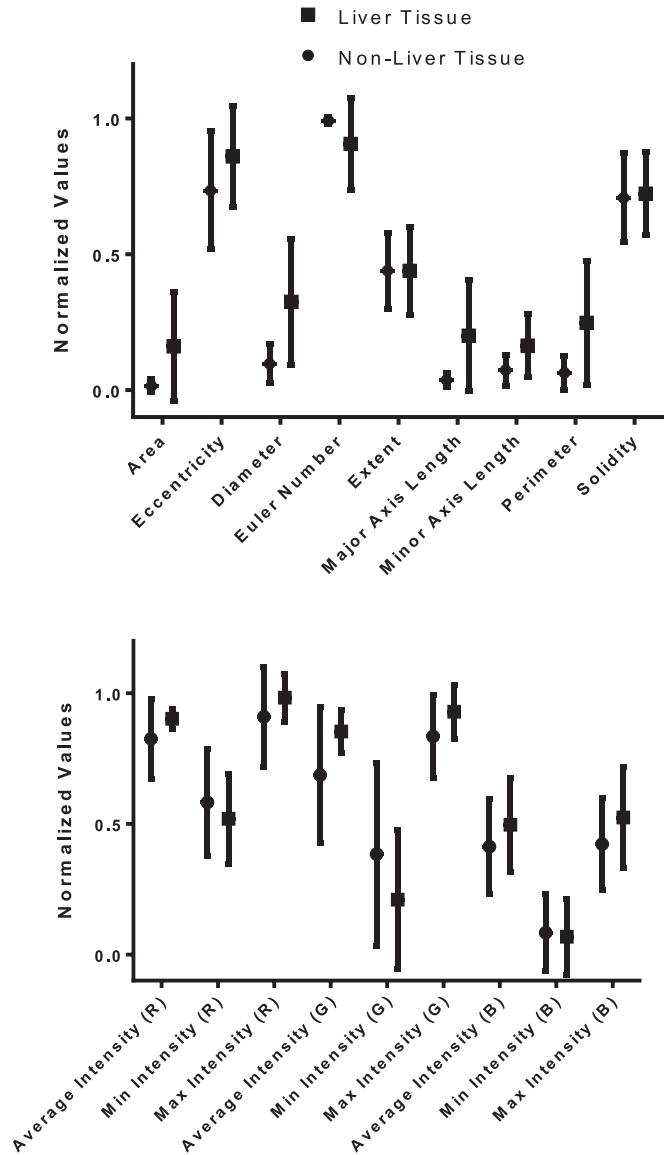 Liver Tissue
Non-Liver Tissue
Normalized Values
1.0
0.5
0.0
Area
Eccentricity
Diameter
Euler Number
Extent
Major Axis Length
Minor Axis Length
Perimeter
Solidity
Normalized Values
1.0
0.5
0.0
Average Intensity (R)
Min Intensity (R)
Max Intensity (R)
Average Intensity (G)
Min Intensity (G)
Max Intensity (G)
Average Intensity (B)
Min Intensity (B)
Max Intensity (B)